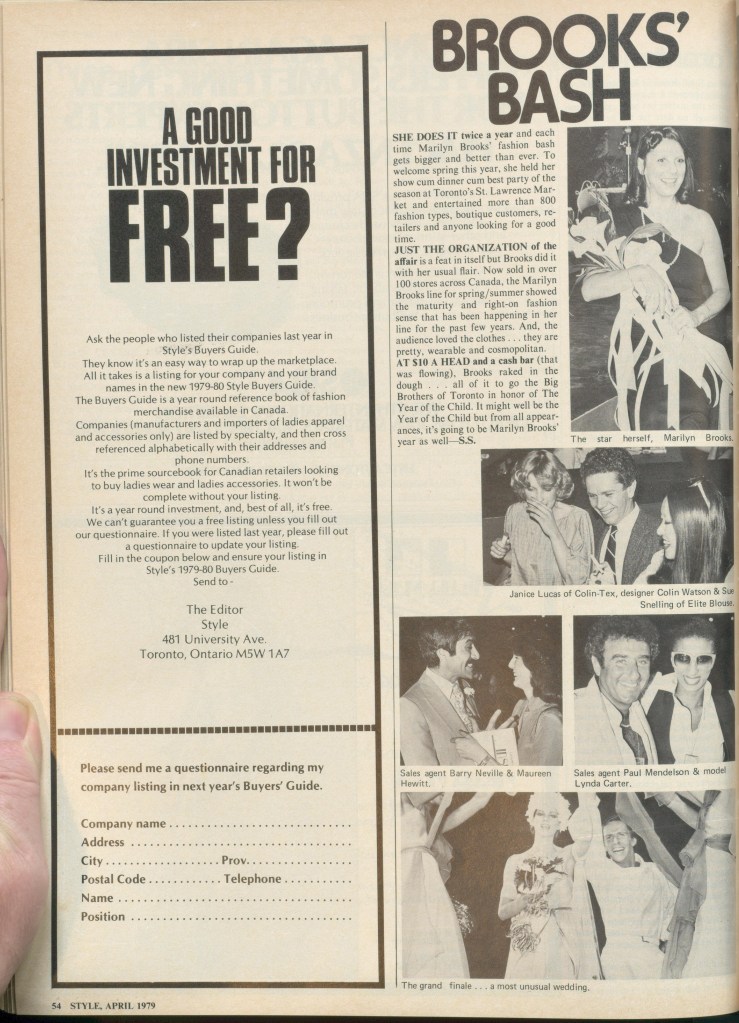 A GOOD
INVESTMENT FOR
FREE?
Ask the people who listed their companies last year in
Style's Buyers Guide.
They know it's an easy way to wrap up the marketplace.
All it takes is a listing for your company and your brand
names in the new 1979-80 Style Buyers Guide.
The Buyers Guide is a year round reference book of fashion
merchandise available in Canada.
Companies (manufacturers and importers of ladies apparel
and accessories only) are listed by specialty, and then cross
referenced alphabetically with their addresses and
phone numbers.
It's the prime sourcebook for Canadian retailers looking
to buy ladies wear and ladies accessories. It won't be
complete without your listing.
It's a year round investment, and, best of all, it's free.
We can't guarantee you a free listing unless you fill out
our questionnaire. If you were listed last year, please fill out
a questionnaire to update your listing.
Fill in the coupon below and ensure your listing in
Style's 1979-80 Buyers Guide.
Send to -
The Editor
Style
481 University Ave.
Toronto, Ontario M5W 1A7
Please send me a questionnaire regarding my
company listing in next year's Buyers' Guide.
Company name ..............................
Address ....................................
City ................... Prov..................
Postal Code ............ Telephone ...........
Name ......................................
Position ....................................
54 STYLE, APRIL 1979
BROOKS'
BASH
SHE DOES IT twice a year and each
time Marilyn Brooks' fashion bash
gets bigger and better than ever. To
welcome spring this year, she held her
show cum dinner cum best party of the
season at Toronto's St. Lawrence Mar-
ket and entertained more than 800
fashion types, boutique customers, re-
tailers and anyone looking for a good
time.
JUST THE ORGANIZATION of the
affair is a feat in itself but Brooks did it
with her usual flair. Now sold in over
100 stores across Canada, the Marilyn
Brooks line for spring/summer showed
the maturity and right-on fashion
sense that has been happening in her
line for the past few years. And, the
audience loved the clothes . . . they are
pretty, wearable and cosmopolitan.
AT $10 A HEAD and a cash bar (that
was flowing), Brooks raked in the
dough . . . all of it to go the Big
Brothers of Toronto in honor of The
Year of the Child. It might well be the
Year of the Child but from all appear-
ances, it's going to be Marilyn Brooks'
year as well—S.S.
The star herself, Marilyn Brooks.
Janice Lucas of Colin-Tex, designer Colin Watson & Sue
Snelling of Elite Blouse.
Sales agent Barry Neville & Maureen
Hewitt.
Sales agent Paul Mendelson & model
Lynda Carter.
The grand finale . . . a most unusual wedding.